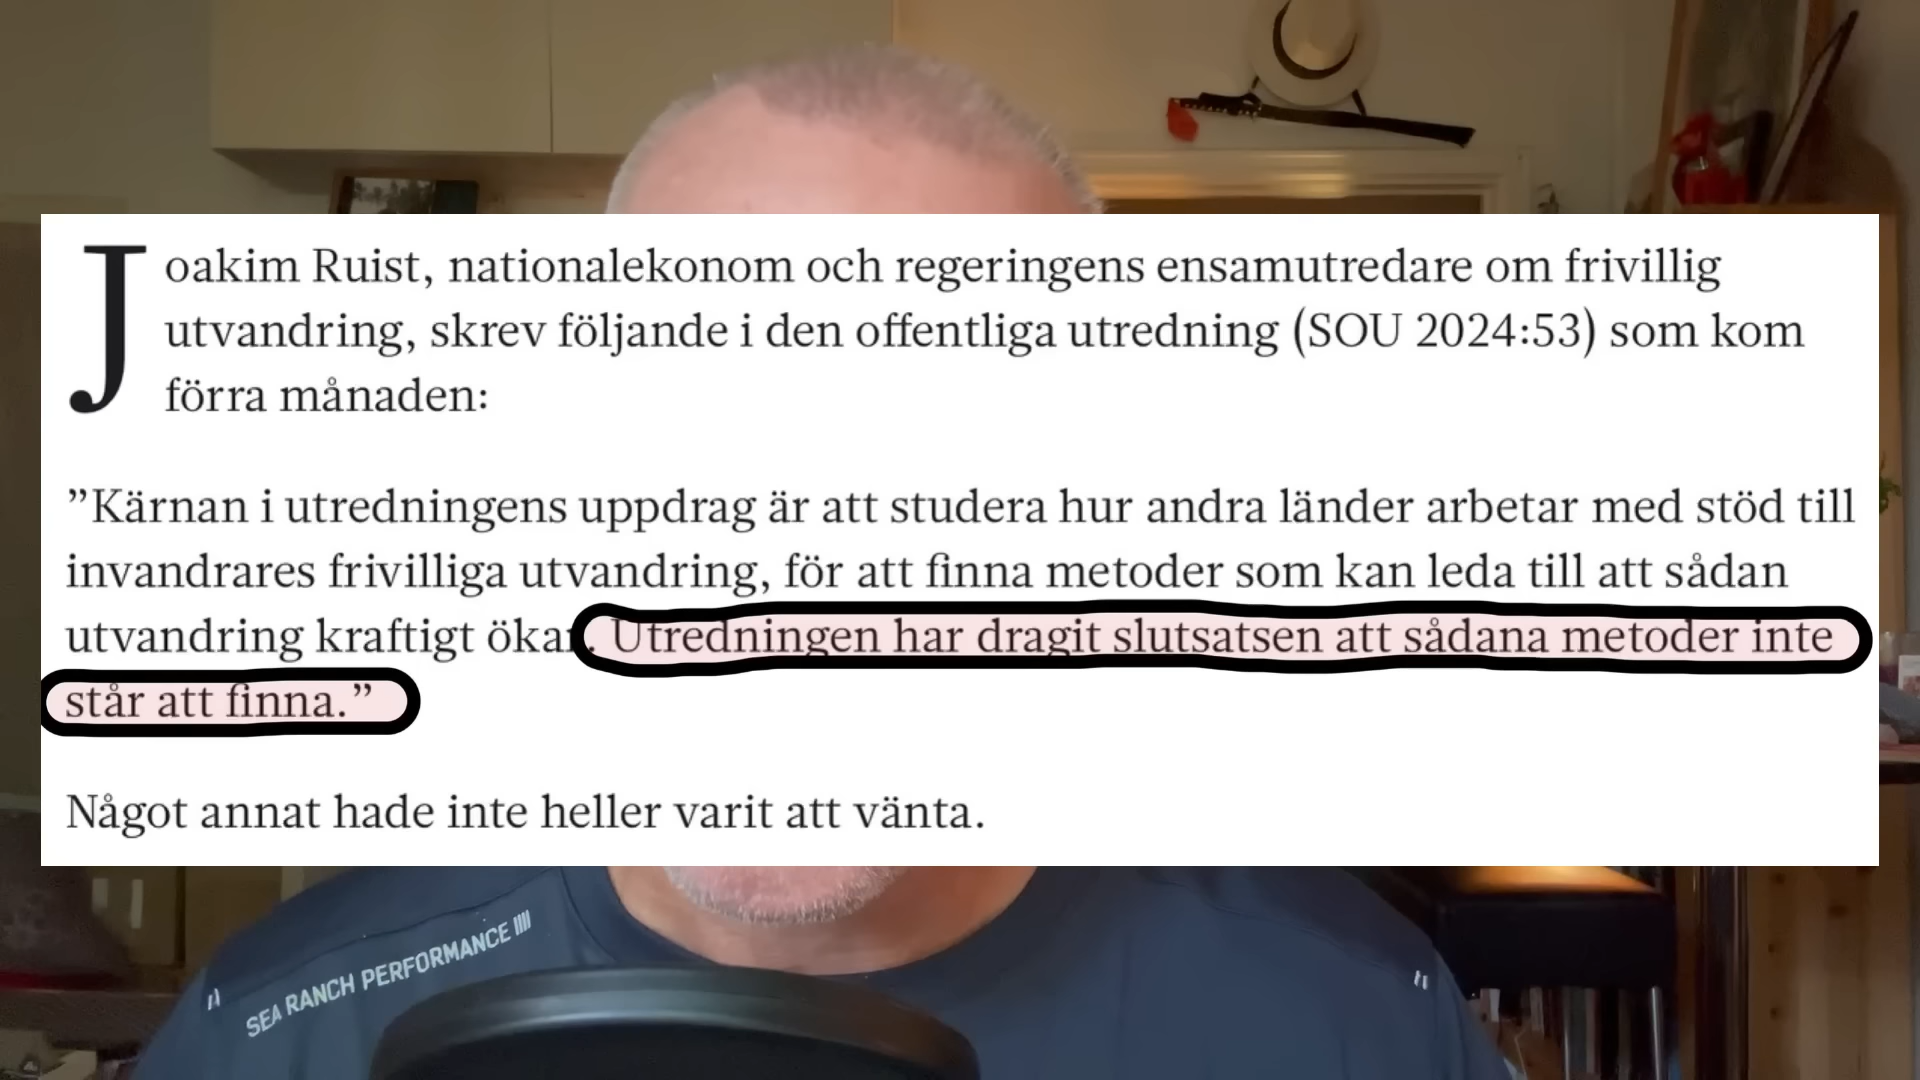 Joakim Ruist, nationalekonom och regeringens ensamutredare om frivillig
utvandring, skrev följande i den offentliga utredning (SOU 2024:53) som kom
förra månaden:
”Kärnan i utredningens uppdrag är att studera hur andra länder arbetar med stöd till
invandrares frivilliga utvandring, för att finna metoder som kan leda till att sådan
utvandring kraftigt ökar. Utredningen har dragit slutsatsen att sådana metoder inte
står att finna.”
Något annat hade inte heller varit att vänta.
SEA RANCH PERFORMANCE